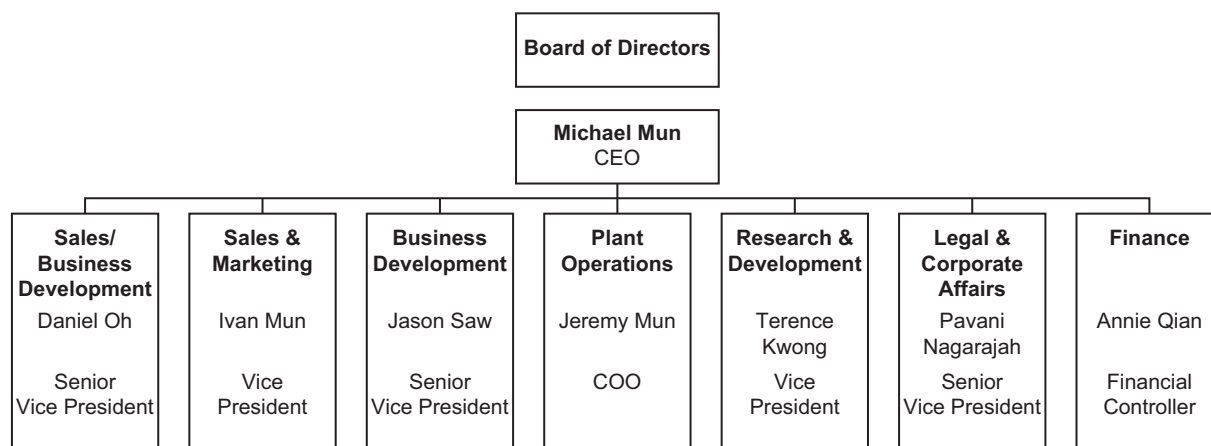 Board of Directors
Michael Mun
CEO
Sales/
Business
Development
Daniel Oh
Senior
Vice President
Sales &
Marketing
Ivan Mun
Vice
President
Business
Development
Jason Saw
Senior
Vice President
Plant
Operations
Jeremy Mun
COO
Research &
Development
Terence
Kwong
Vice
President
Legal &
Corporate
Affairs
Pavani
Nagarajah
Senior
Vice President
Finance
Annie Qian
Financial
Controller